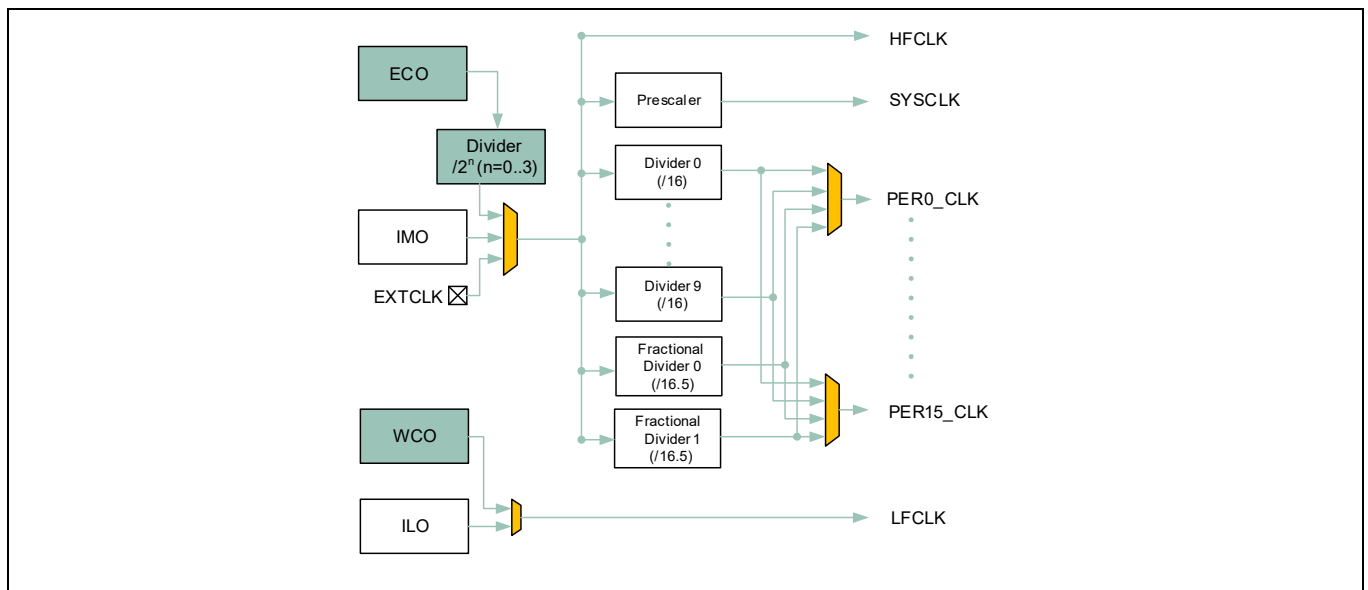 HFCLK
ECO
Prescaler
SYSCLK
Divider
/2ⁿ (n=0..3)
Divider 0
(/16)
PER0_CLK
IMO
EXTCLK
Divider 9
(/16)
Fractional
Divider 0
(/16.5)
Fractional
Divider 1
(/16.5)
PER15_CLK
WCO
ILO
LFCLK